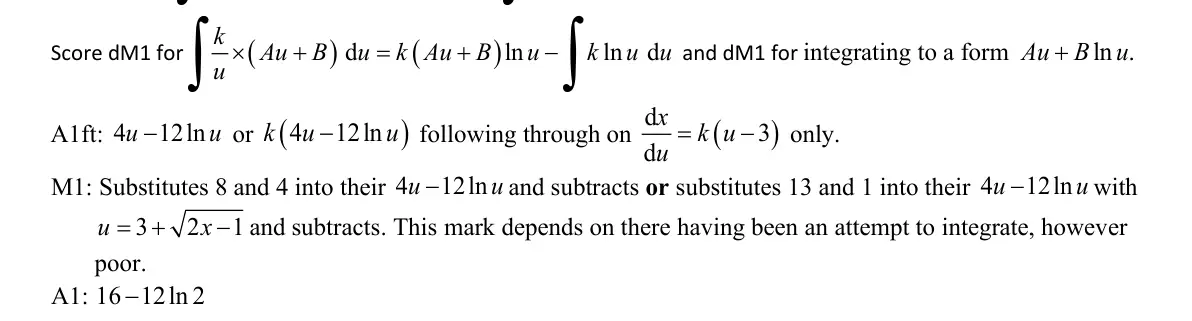 Score dM1 for ∫ k/u ×(Au + B) du = k(Au + B)ln u − ∫ k ln u du and dM1 for integrating to a form Au + B ln u.
A1ft: 4u −12 ln u or k(4u −12 ln u) following through on dx/du = k(u −3) only.
M1: Substitutes 8 and 4 into their 4u −12 ln u and subtracts or substitutes 13 and 1 into their 4u −12 ln u with
u = 3+√(2x −1) and subtracts. This mark depends on there having been an attempt to integrate, however
poor.
A1: 16−12 ln 2